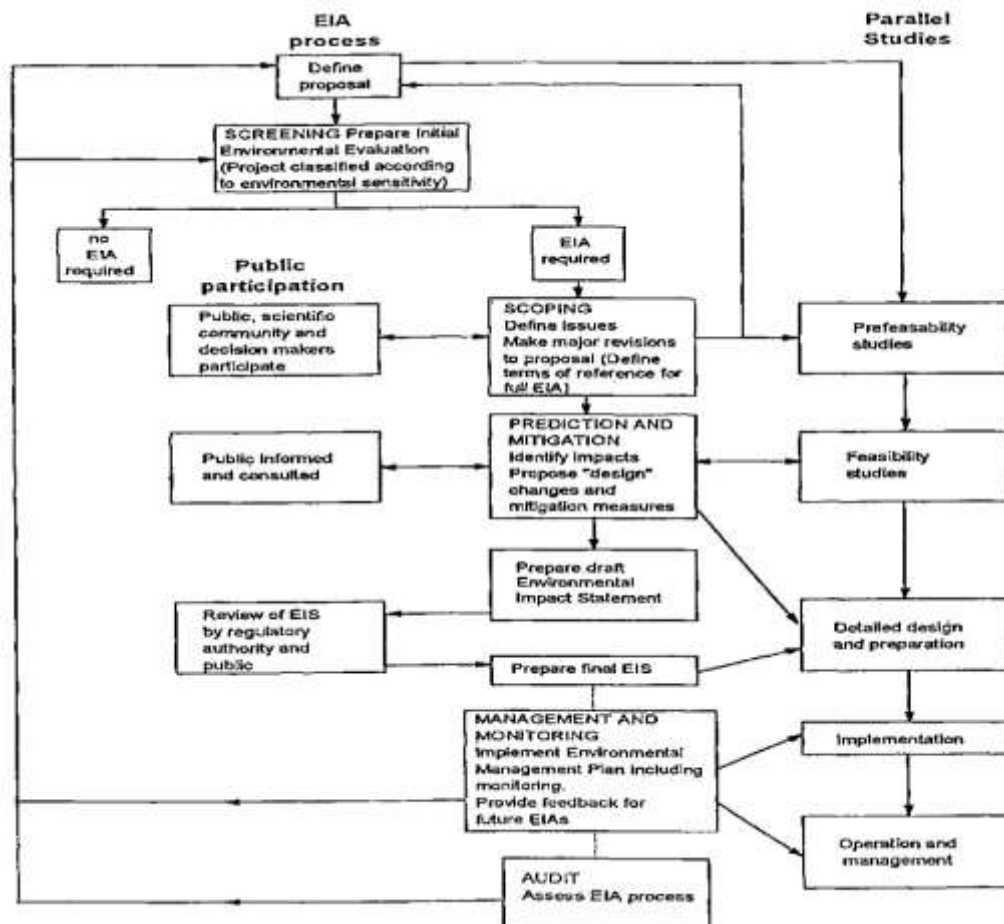 EIA
process
Parallel
Studies
Define
proposal
SCREENING Prepare Initial
Environmental Evaluation
(Project classified according
to environmental sensitivity)
no
EIA
required
EIA
required
Public
participation
Public, scientific
community and
decision makers
participate
SCOPING
Define issues
Make major revisions
to proposal (Define
terms of reference for
full EIA)
Prefeasability
studies
Public informed
and consulted
PREDICTION AND
MITIGATION
Identify impacts
Propose "design"
changes and
mitigation measures
Feasibility
studies
Prepare draft
Environmental
Impact Statement
Review of EIS
by regulatory
authority and
public
Detailed design
and preparation
Prepare final EIS
MANAGEMENT AND
MONITORING
Implement Environmental
Management Plan including
monitoring.
Provide feedback for
future EIAs
Implementation
Operation and
management
AUDIT
Assess EIA process